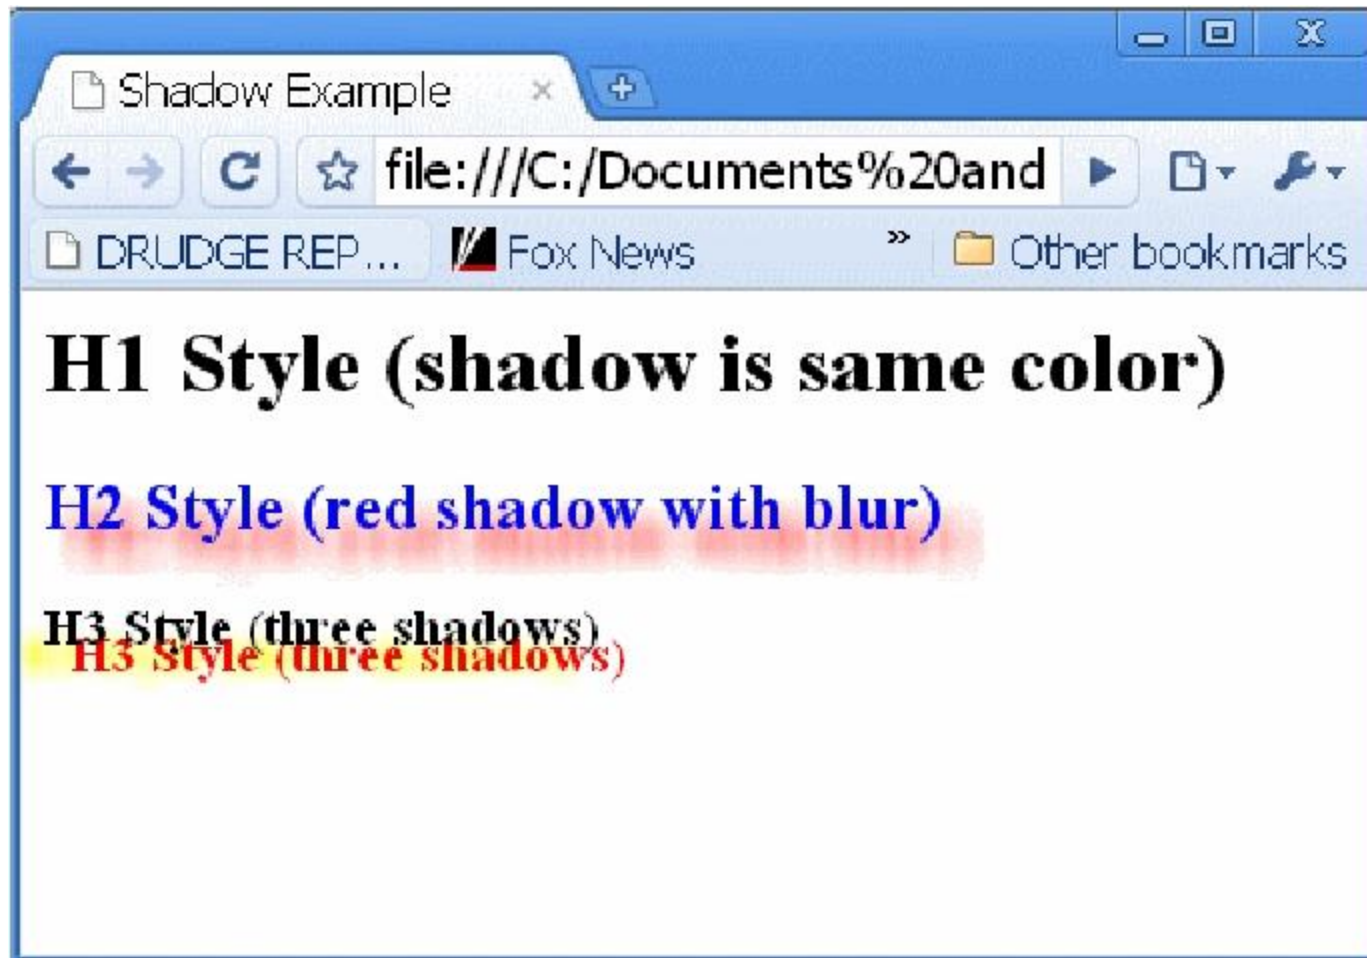 Shadow Example
file:///C:/Documents%20and
DRUDGE REP... Fox News » Other bookmarks
H1 Style (shadow is same color)
H2 Style (red shadow with blur)
H3 Style (three shadows)
H3 Style (three shadows)